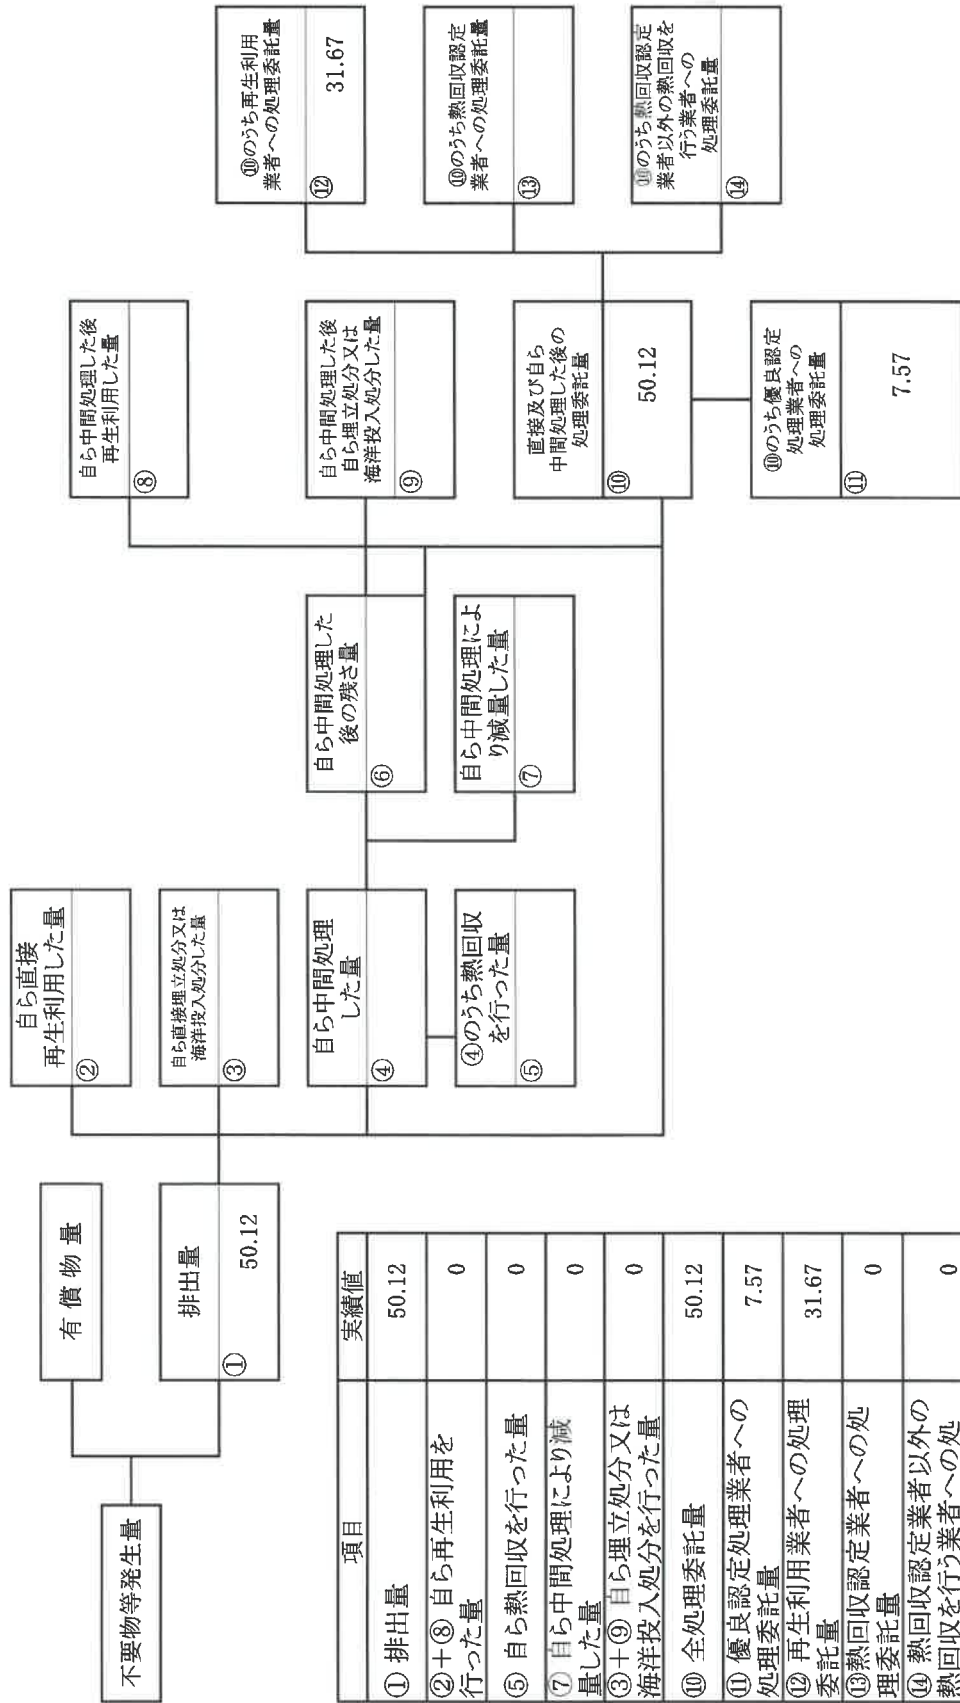 不要物等発生量
有償物量
排出量
①
50.12
自ら直接
再生利用した量
②
自ら直接埋立処分又は
海洋投入処分した量
③
自ら中間処理
した量
④
④のうち熱回収
を行った量
⑤
自ら中間処理した
後の残さ量
⑥
自ら中間処理によ
り減量した量
⑦
自ら中間処理した後
再生利用した量
⑧
自ら中間処理した後
自ら埋立処分又は
海洋投入処分した量
⑨
直接及び自ら
中間処理した後の
処理委託量
⑩
50.12
⑩のうち優良認定
処理業者への
処理委託量
⑪
7.57
⑩のうち再生利用
業者への処理委託量
⑫
31.67
⑩のうち熱回収認定
業者への処理委託量
⑬
⑩のうち熱回収認定
業者以外の熱回収を
行う業者への
処理委託量
⑭
項目 実績値
① 排出量 50.12
②+⑧ 自ら再生利用を
行った量 0
⑤ 自ら熱回収を行った量 0
⑦ 自ら中間処理により減
量した量 0
③+⑨ 自ら埋立処分又は
海洋投入処分を行った量 0
⑩ 全処理委託量 50.12
⑪ 優良認定処理業者への
処理委託量 7.57
⑫ 再生利用業者への処理
委託量 31.67
⑬熱回収認定業者への処
理委託量 0
⑭ 熱回収認定業者以外の
熱回収を行う業者への処 0